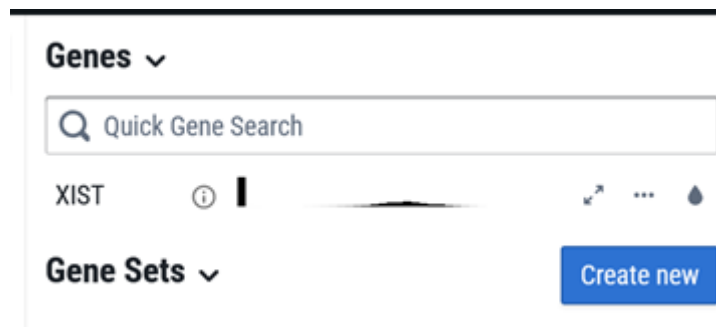 Genes
Quick Gene Search
XIST
Gene Sets
Create new